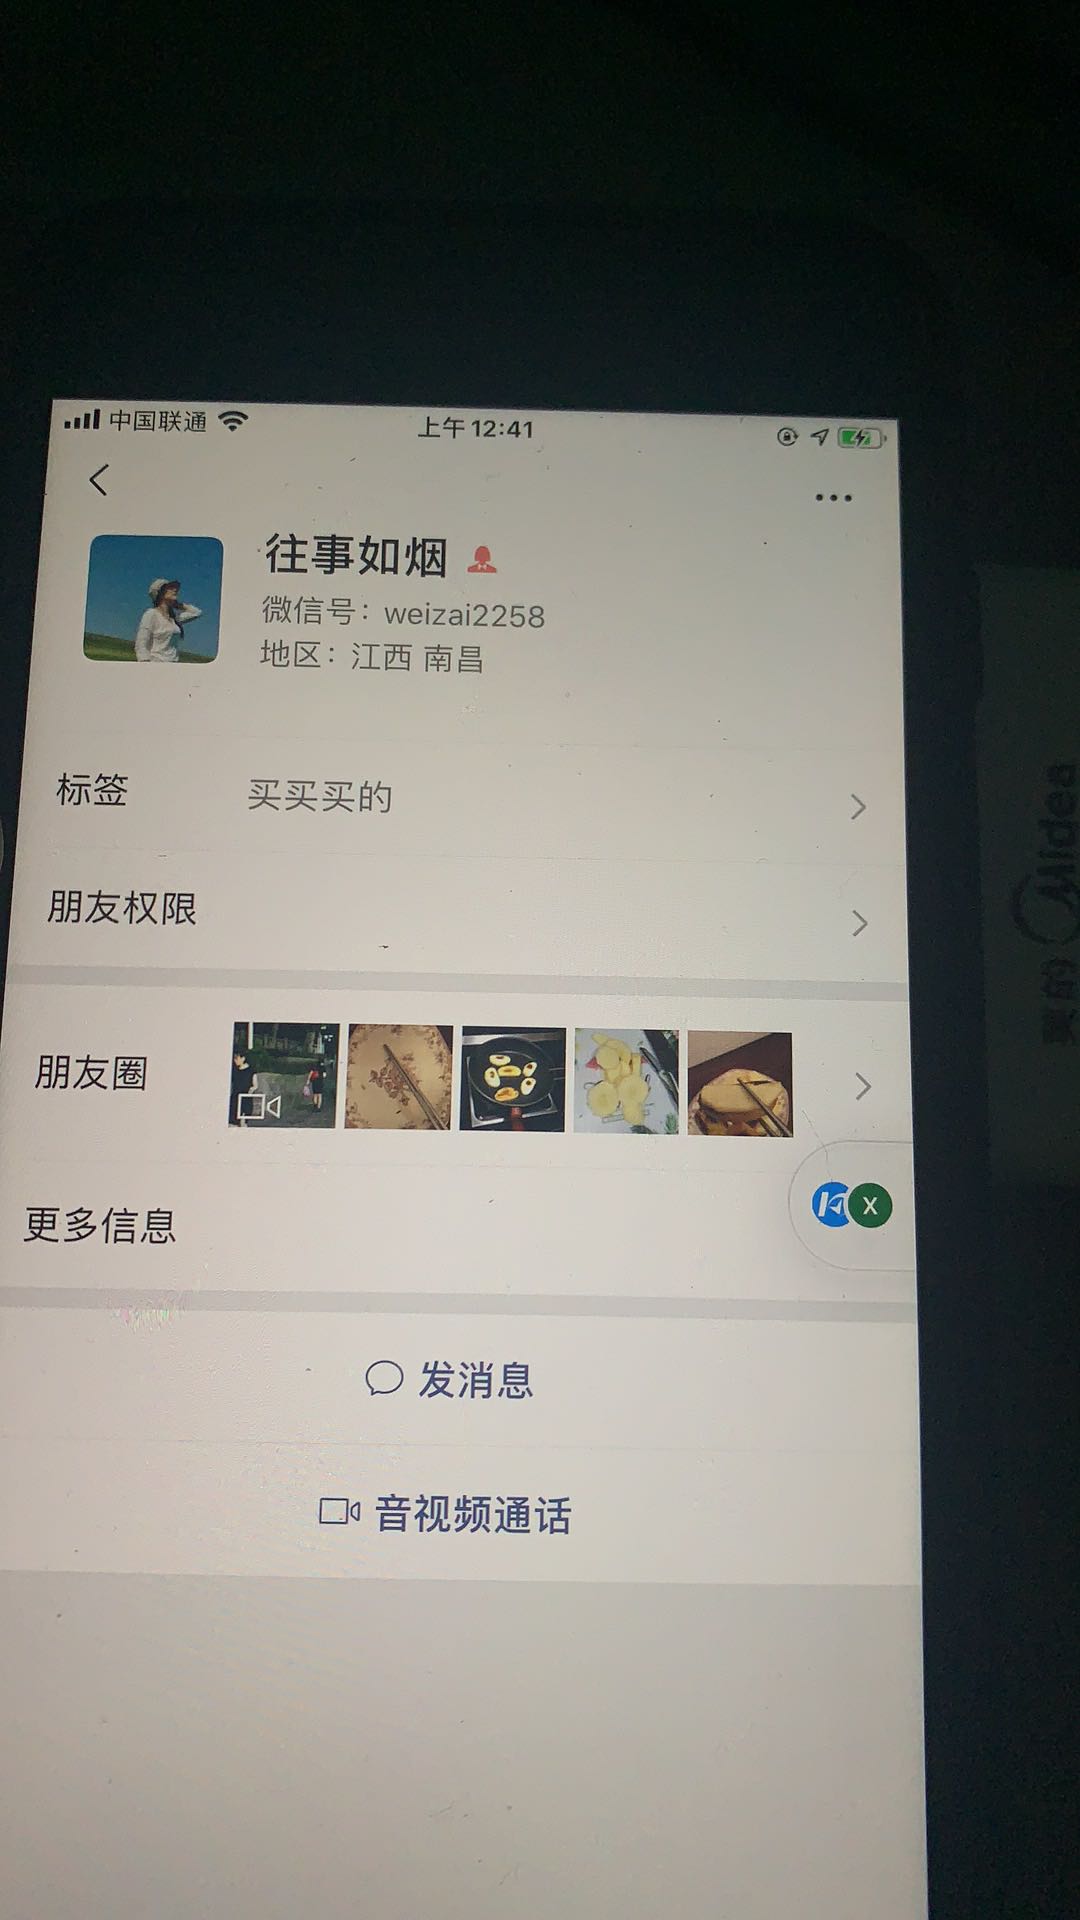 中国联通
上午12:41
往事如烟
微信号：weizai2258
地区：江西 南昌
标签 买买买的
朋友权限
朋友圈
更多信息
X
发消息
音视频通话
美的 Midea